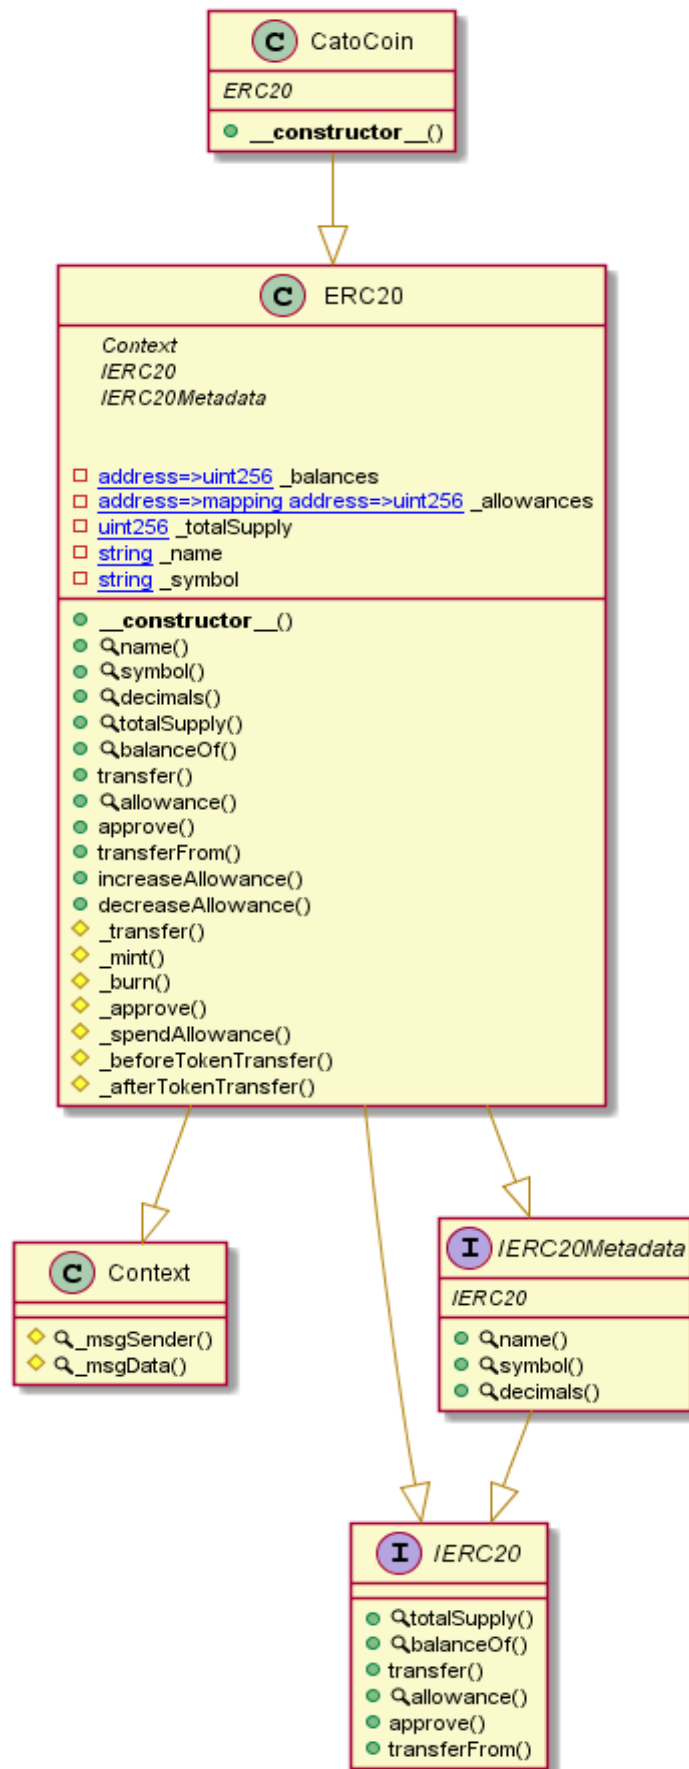 C CatoCoin
ERC20
__constructor__()
C ERC20
Context
IERC20
IERC20Metadata
address=>uint256 _balances
address=>mapping address=>uint256 _allowances
uint256 _totalSupply
string _name
string _symbol
__constructor__()
name()
symbol()
decimals()
totalSupply()
balanceOf()
transfer()
allowance()
approve()
transferFrom()
increaseAllowance()
decreaseAllowance()
_transfer()
_mint()
_burn()
_approve()
_spendAllowance()
_beforeTokenTransfer()
_afterTokenTransfer()
C Context
_msgSender()
_msgData()
I IERC20Metadata
IERC20
name()
symbol()
decimals()
I IERC20
totalSupply()
balanceOf()
transfer()
allowance()
approve()
transferFrom()